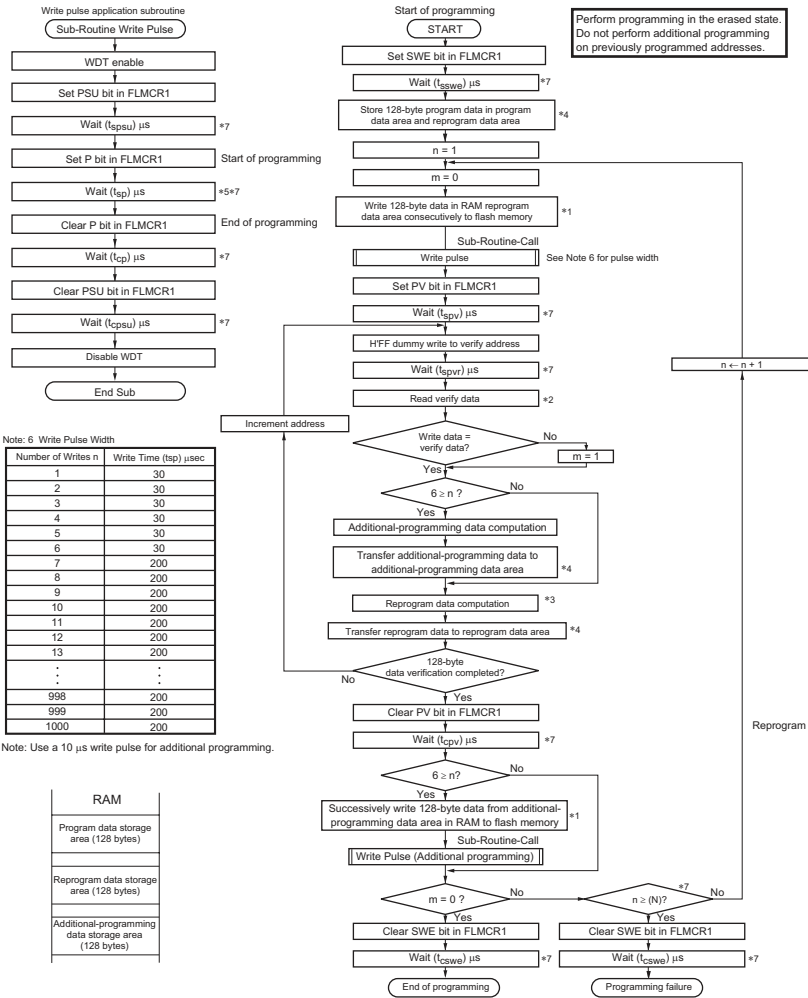 Write pulse application subroutine
Sub-Routine Write Pulse
WDT enable
Set PSU bit in FLMCR1
Wait (tspsu) μs
*7
Set P bit in FLMCR1
Start of programming
Wait (tsp) μs
*5*7
Clear P bit in FLMCR1
End of programming
Wait (tcp) μs
*7
Clear PSU bit in FLMCR1
Wait (tcpsu) μs
*7
Disable WDT
End Sub
Note: 6 Write Pulse Width
Number of Writes n Write Time (tsp) μsec
1 30
2 30
3 30
4 30
5 30
6 30
7 200
8 200
9 200
10 200
11 200
12 200
13 200
998 200
999 200
1000 200
Note: Use a 10 μs write pulse for additional programming.
RAM
Program data storage
area (128 bytes)
Reprogram data storage
area (128 bytes)
Additional-programming
data storage area
(128 bytes)
Start of programming
START
Perform programming in the erased state.
Do not perform additional programming
on previously programmed addresses.
Set SWE bit in FLMCR1
Wait (tsswe) μs
*7
Store 128-byte program data in program
data area and reprogram data area
*4
n = 1
m = 0
Write 128-byte data in RAM reprogram
data area consecutively to flash memory
*1
Sub-Routine-Call
Write pulse
See Note 6 for pulse width
Set PV bit in FLMCR1
Wait (tspv) μs
*7
H'FF dummy write to verify address
Wait (tspvr) μs
*7
Read verify data
*2
Increment address
n ← n + 1
Write data =
verify data?
No
m = 1
Yes
6 ≥ n ?
No
Yes
Additional-programming data computation
Transfer additional-programming data to
additional-programming data area
*4
Reprogram data computation
*3
Transfer reprogram data to reprogram data area
*4
128-byte
data verification completed?
No
Yes
Clear PV bit in FLMCR1
Reprogram
Wait (tcpv) μs
*7
6 ≥ n?
No
Yes
Successively write 128-byte data from additional-
programming data area in RAM to flash memory
*1
Sub-Routine-Call
Write Pulse (Additional programming)
m = 0 ?
No
n ≥ (N)?
*7
No
Yes
Yes
Clear SWE bit in FLMCR1
Clear SWE bit in FLMCR1
Wait (tcswe) μs
*7
Wait (tcswe) μs
*7
End of programming
Programming failure